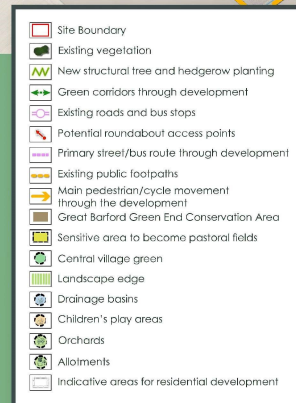 Site Boundary
Existing vegetation
New structural tree and hedgerow planting
Green corridors through development
Existing roads and bus stops
Potential roundabout access points
Primary street/bus route through development
Existing public footpaths
Main pedestrian/cycle movement
through the development
Great Barford Green End Conservation Area
Sensitive area to become pastoral fields
Central village green
Landscape edge
Drainage basins
Children's play areas
Orchards
Allotments
Indicative areas for residential development